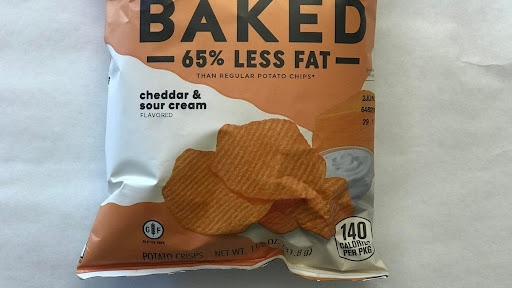 BAKED
65% LESS FAT
THAN REGULAR POTATO CHIPS*
cheddar &
sour cream
FLAVORED
GF
140
CALORIES
PER PKG
POTATO CRISPS NET WT.